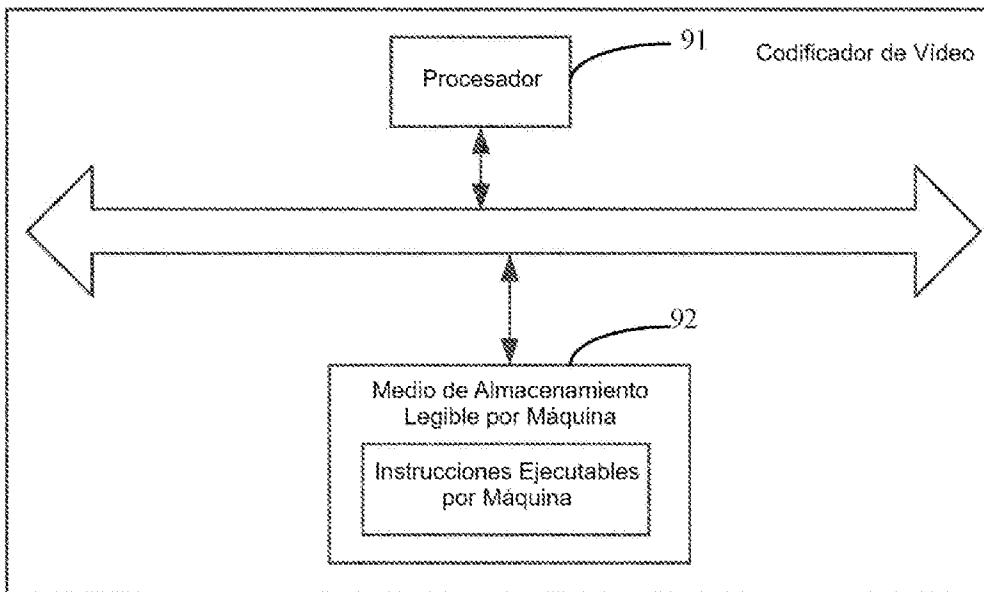 91
Procesador
Codificador de Vídeo
92
Medio de Almacenamiento
Legible por Máquina
Instrucciones Ejecutables
por Máquina